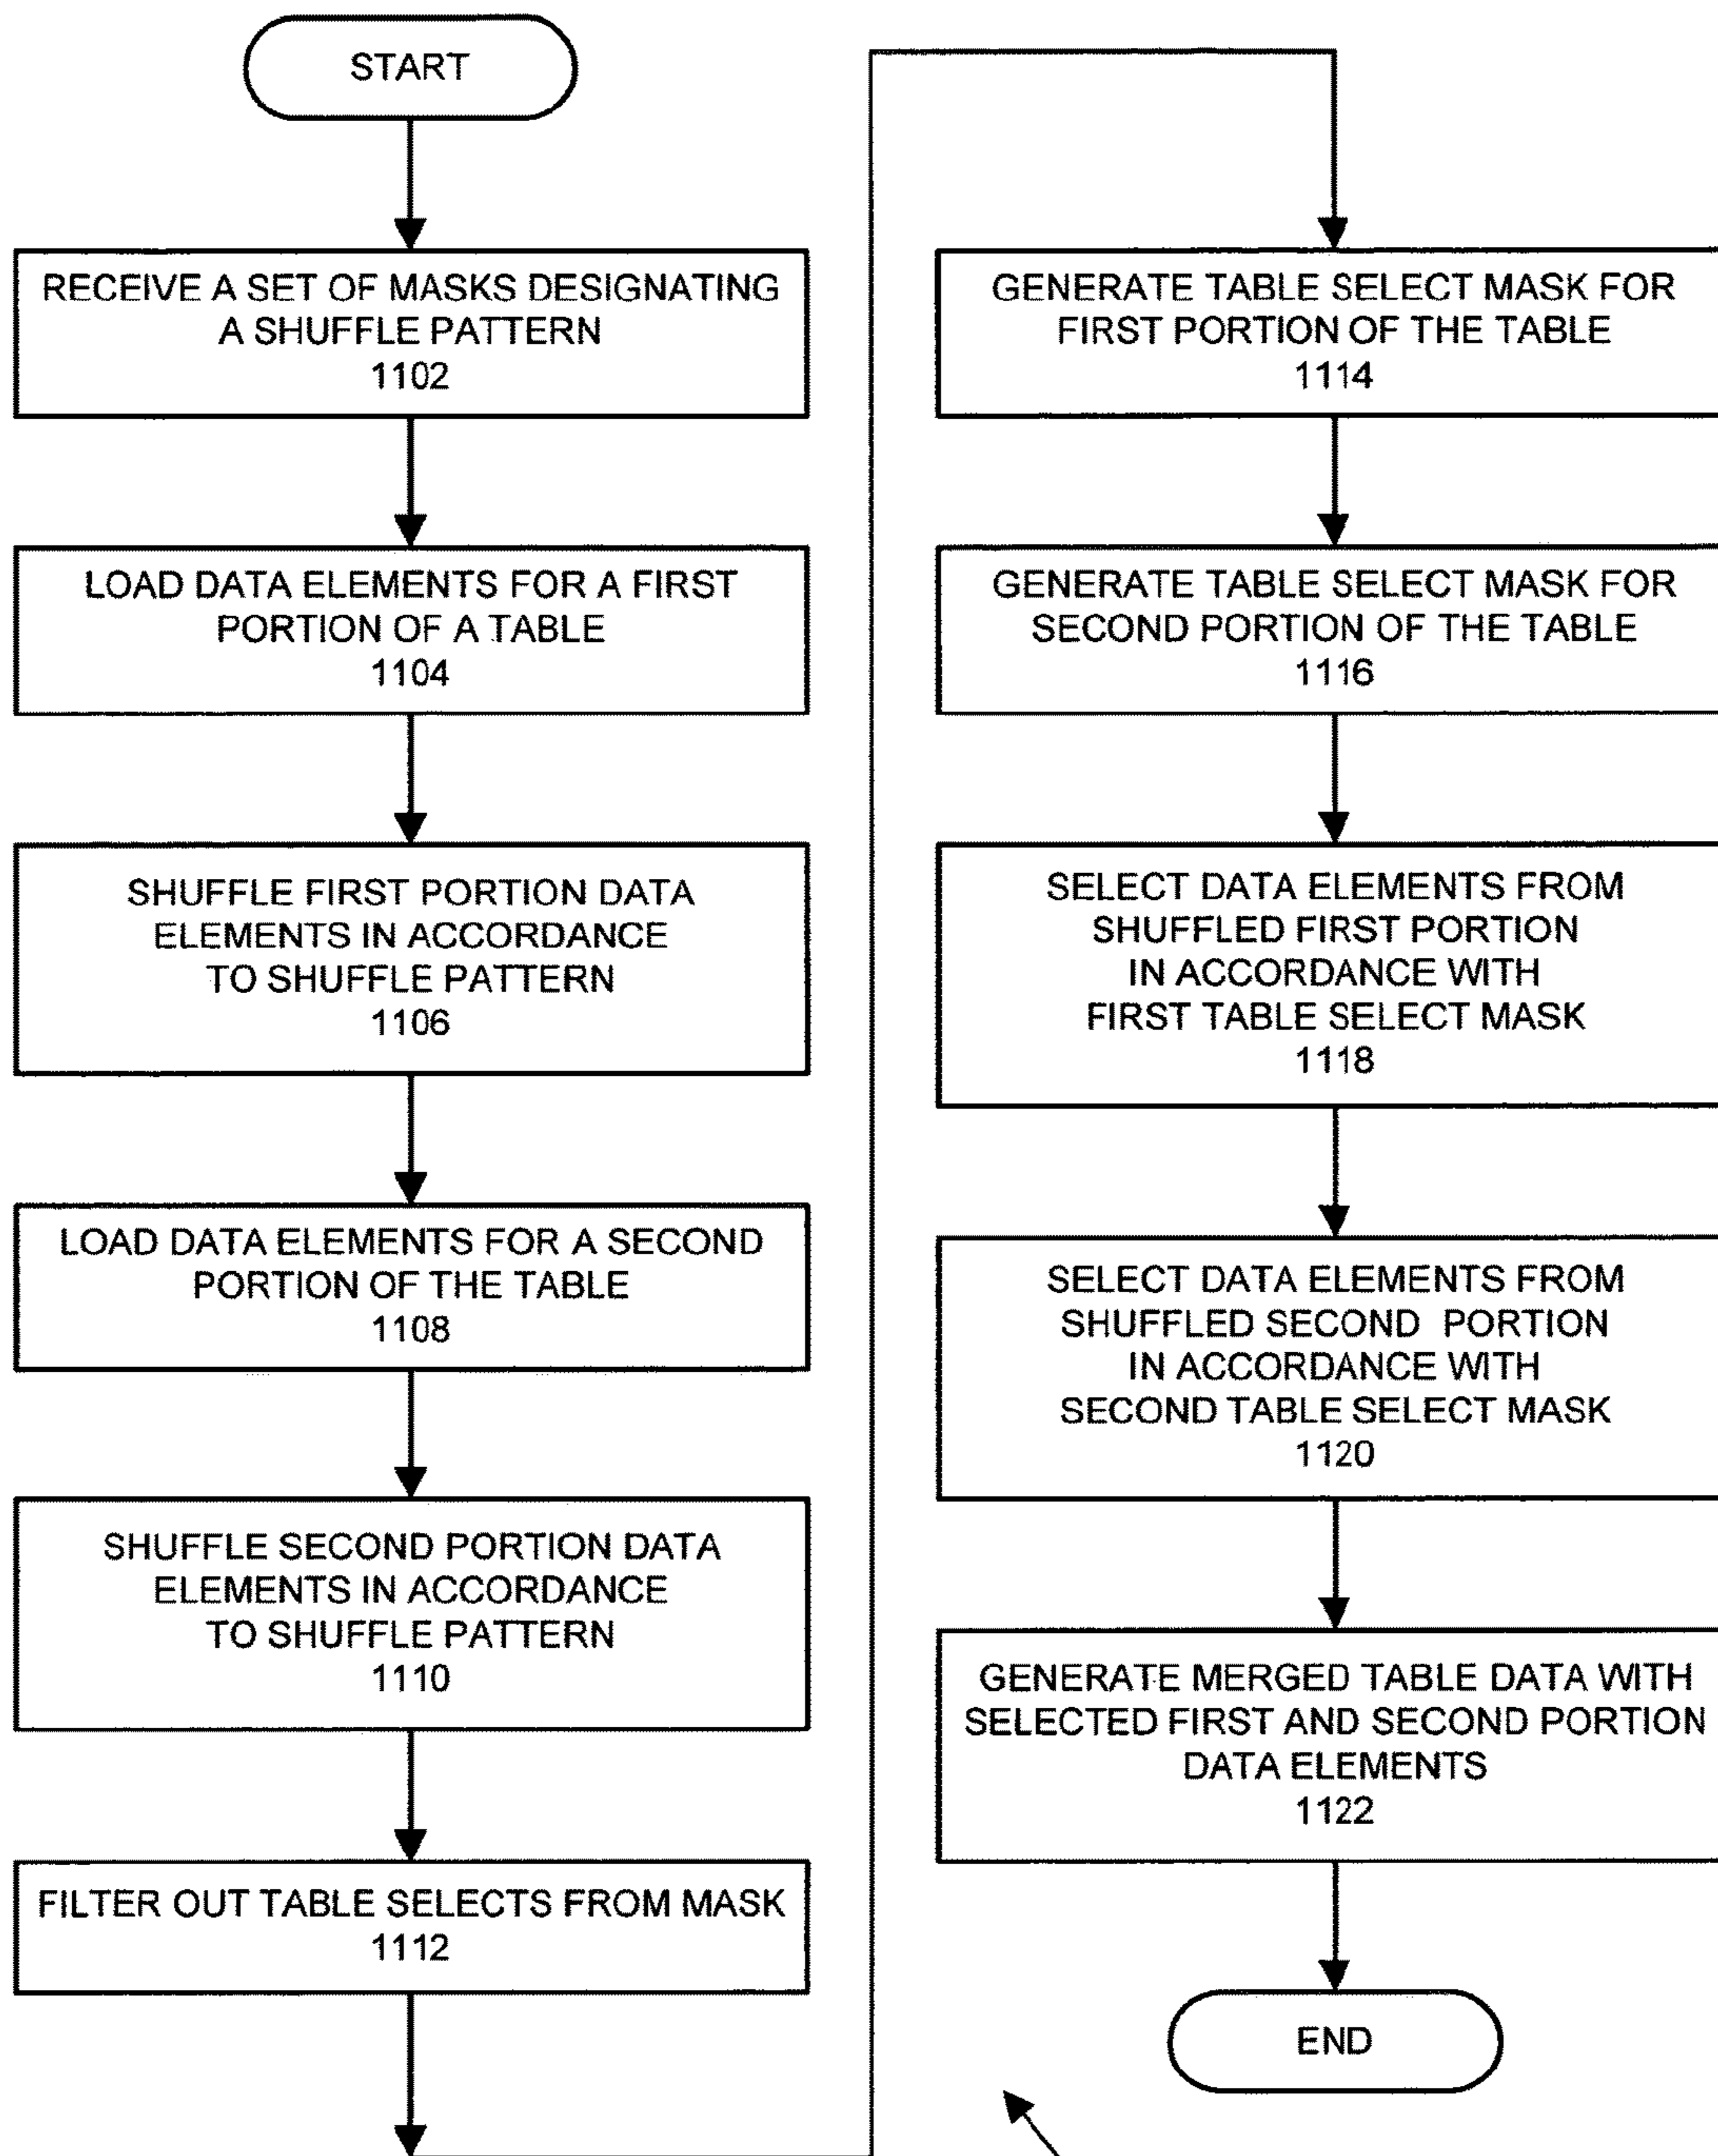 START
RECEIVE A SET OF MASKS DESIGNATING
A SHUFFLE PATTERN
1102
LOAD DATA ELEMENTS FOR A FIRST
PORTION OF A TABLE
1104
SHUFFLE FIRST PORTION DATA
ELEMENTS IN ACCORDANCE
TO SHUFFLE PATTERN
1106
LOAD DATA ELEMENTS FOR A SECOND
PORTION OF THE TABLE
1108
SHUFFLE SECOND PORTION DATA
ELEMENTS IN ACCORDANCE
TO SHUFFLE PATTERN
1110
FILTER OUT TABLE SELECTS FROM MASK
1112
GENERATE TABLE SELECT MASK FOR
FIRST PORTION OF THE TABLE
1114
GENERATE TABLE SELECT MASK FOR
SECOND PORTION OF THE TABLE
1116
SELECT DATA ELEMENTS FROM
SHUFFLED FIRST PORTION
IN ACCORDANCE WITH
FIRST TABLE SELECT MASK
1118
SELECT DATA ELEMENTS FROM
SHUFFLED SECOND PORTION
IN ACCORDANCE WITH
SECOND TABLE SELECT MASK
1120
GENERATE MERGED TABLE DATA WITH
SELECTED FIRST AND SECOND PORTION
DATA ELEMENTS
1122
END